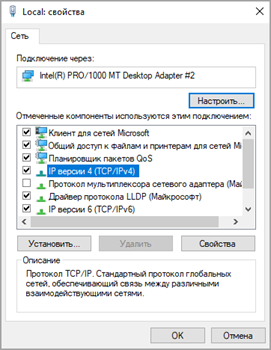 Local: свойства
Сеть
Подключение через:
Intel(R) PRO/1000 MT Desktop Adapter #2
Настроить...
Отмеченные компоненты используются этим подключением:
Клиент для сетей Microsoft
Общий доступ к файлам и принтерам для сетей Mi
Планировщик пакетов QoS
IP версии 4 (TCP/IPv4)
Протокол мультиплексора сетевого адаптера (Май
Драйвер протокола LLDP (Майкрософт)
IP версии 6 (TCP/IPv6)
Установить...
Удалить
Свойства
Описание
Протокол TCP/IP. Стандартный протокол глобальных
сетей, обеспечивающий связь между различными
взаимодействующими сетями.
OK
Отмена